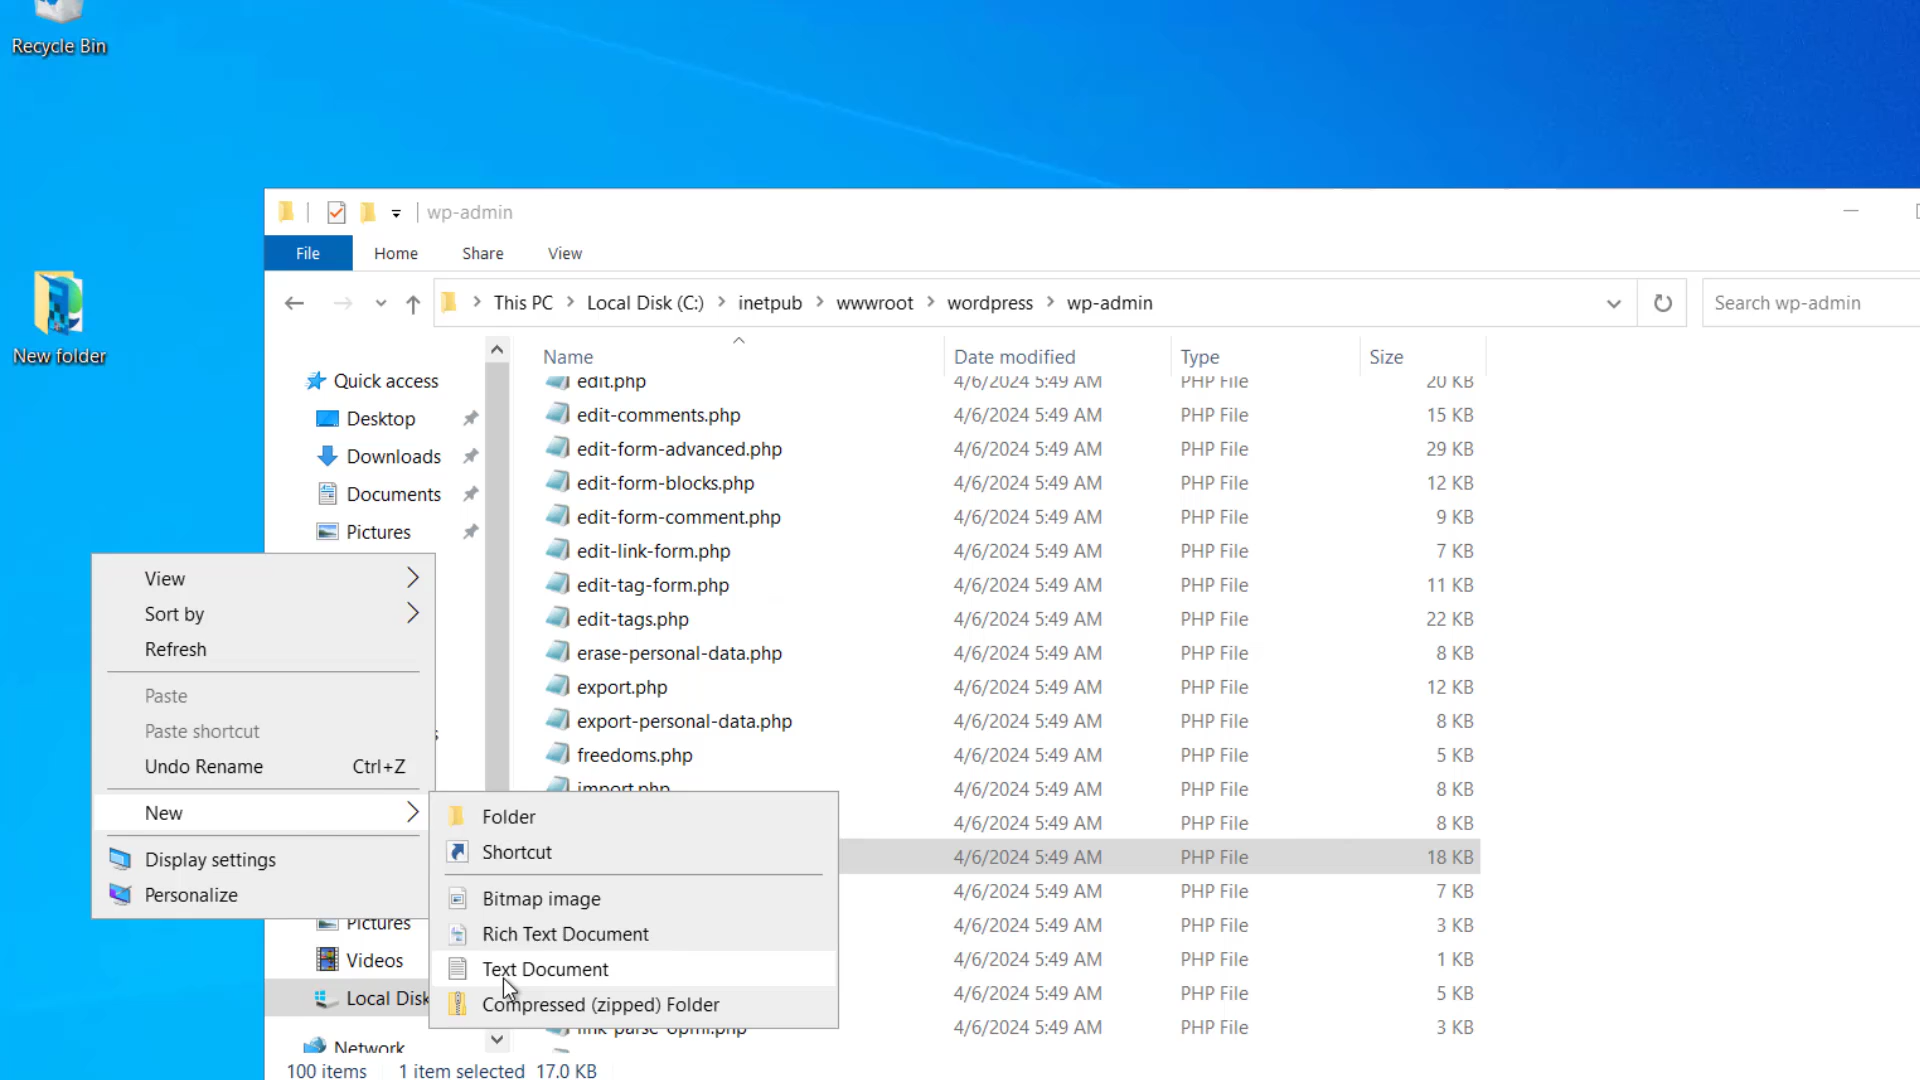 Recycle Bin
New folder
wp-admin
File Home Share View
This PC Local Disk (C:) inetpub wwwroot wordpress wp-admin
Search wp-admin
Name Date modified Type Size
Quick access
Desktop
Downloads
Documents
Pictures
Pictures
Videos
Local Disk
Network
edit.php 4/6/2024 5:49 AM PHP File 20 KB
edit-comments.php 4/6/2024 5:49 AM PHP File 15 KB
edit-form-advanced.php 4/6/2024 5:49 AM PHP File 29 KB
edit-form-blocks.php 4/6/2024 5:49 AM PHP File 12 KB
edit-form-comment.php 4/6/2024 5:49 AM PHP File 9 KB
edit-link-form.php 4/6/2024 5:49 AM PHP File 7 KB
edit-tag-form.php 4/6/2024 5:49 AM PHP File 11 KB
edit-tags.php 4/6/2024 5:49 AM PHP File 22 KB
erase-personal-data.php 4/6/2024 5:49 AM PHP File 8 KB
export.php 4/6/2024 5:49 AM PHP File 12 KB
export-personal-data.php 4/6/2024 5:49 AM PHP File 8 KB
freedoms.php 4/6/2024 5:49 AM PHP File 5 KB
import.php 4/6/2024 5:49 AM PHP File 8 KB
4/6/2024 5:49 AM PHP File 8 KB
4/6/2024 5:49 AM PHP File 18 KB
4/6/2024 5:49 AM PHP File 7 KB
4/6/2024 5:49 AM PHP File 3 KB
4/6/2024 5:49 AM PHP File 1 KB
4/6/2024 5:49 AM PHP File 5 KB
link-parse-opml.php 4/6/2024 5:49 AM PHP File 3 KB
View
Sort by
Refresh
Paste
Paste shortcut
Undo Rename Ctrl+Z
New
Display settings
Personalize
Folder
Shortcut
Bitmap image
Rich Text Document
Text Document
Compressed (zipped) Folder
100 items 1 item selected 17.0 KB